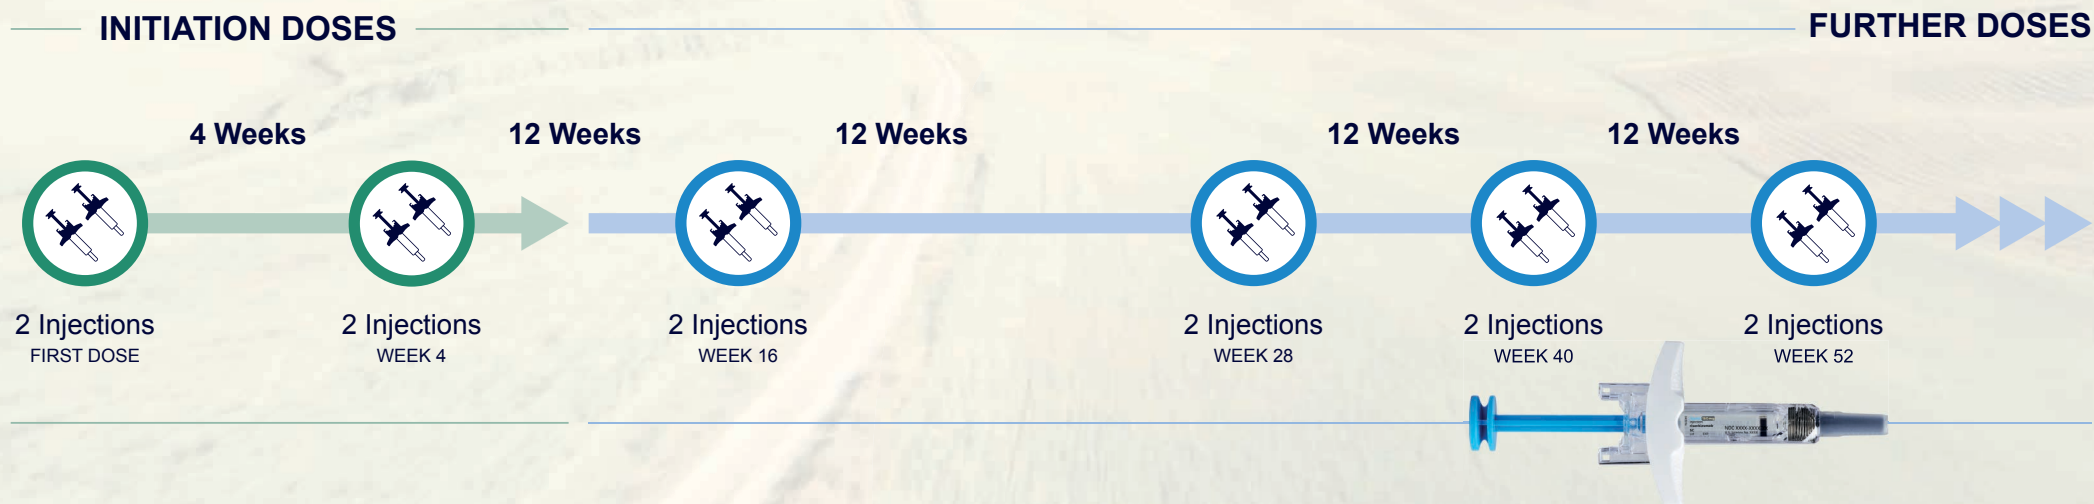 INITIATION DOSES
FURTHER DOSES
4 Weeks
12 Weeks
12 Weeks
12 Weeks
12 Weeks
2 Injections
FIRST DOSE
2 Injections
WEEK 4
2 Injections
WEEK 16
2 Injections
WEEK 28
2 Injections
WEEK 40
2 Injections
WEEK 52